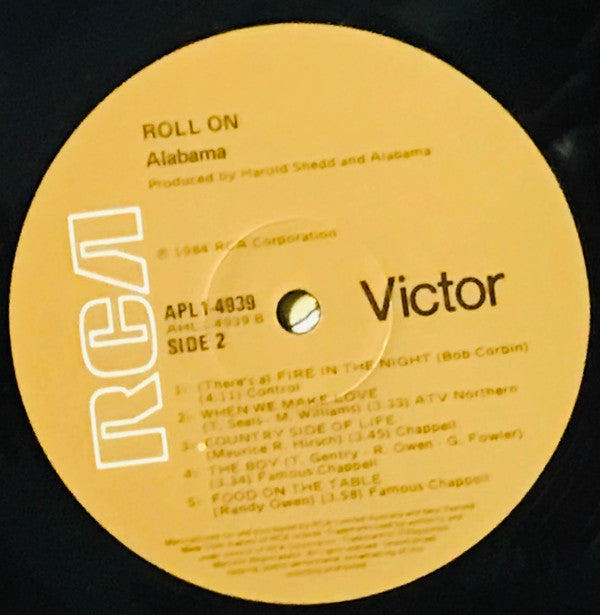 ROLL ON
Alabama
Produced by Harold Shedd and Alabama
RCA
℗ 1984 RCA Corporation
APL1-4939
AHL1-4939 B
SIDE 2
Victor
1. (There's a) FIRE IN THE NIGHT (Bob Corbin)
(4.11) Control
2. WHEN WE MAKE LOVE
(T. Seals - M. Williams) (3.33) ATV Northern
3. COUNTRY SIDE OF LIFE
(Maurice R. Hirsch) (3.45) Chappell
4. THE BOY (T. Gentry - R. Owen - G. Fowler)
(3.34) Famous Chappell
5. FOOD ON THE TABLE
(Randy Owen) (3.58) Famous Chappell